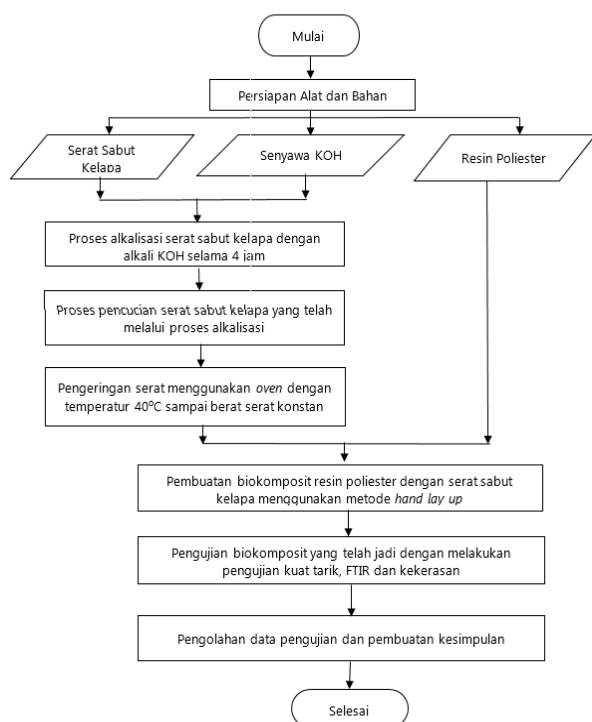 Mulai
Persiapan Alat dan Bahan
Serat Sabut
Kelapa
Senyawa KOH
Resin Poliester
Proses alkalisasi serat sabut kelapa dengan
alkali KOH selama 4 jam
Proses pencucian serat sabut kelapa yang telah
melalui proses alkalisasi
Pengeringan serat menggunakan oven dengan
temperatur 40°C sampai berat serat konstan
Pembuatan biokomposit resin poliester dengan serat sabut
kelapa menggunakan metode hand lay up
Pengujian biokomposit yang telah jadi dengan melakukan
pengujian kuat tarik, FTIR dan kekerasan
Pengolahan data pengujian dan pembuatan kesimpulan
Selesai